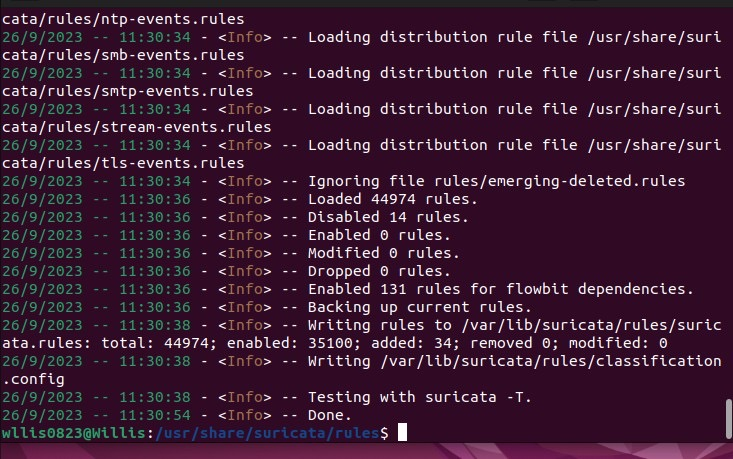 cata/rules/ntp-events.rules
26/9/2023 -- 11:30:34 - <Info> -- Loading distribution rule file /usr/share/suri
cata/rules/smb-events.rules
26/9/2023 -- 11:30:34 - <Info> -- Loading distribution rule file /usr/share/suri
cata/rules/smtp-events.rules
26/9/2023 -- 11:30:34 - <Info> -- Loading distribution rule file /usr/share/suri
cata/rules/stream-events.rules
26/9/2023 -- 11:30:34 - <Info> -- Loading distribution rule file /usr/share/suri
cata/rules/tls-events.rules
26/9/2023 -- 11:30:34 - <Info> -- Ignoring file rules/emerging-deleted.rules
26/9/2023 -- 11:30:36 - <Info> -- Loaded 44974 rules.
26/9/2023 -- 11:30:36 - <Info> -- Disabled 14 rules.
26/9/2023 -- 11:30:36 - <Info> -- Enabled 0 rules.
26/9/2023 -- 11:30:36 - <Info> -- Modified 0 rules.
26/9/2023 -- 11:30:36 - <Info> -- Dropped 0 rules.
26/9/2023 -- 11:30:36 - <Info> -- Enabled 131 rules for flowbit dependencies.
26/9/2023 -- 11:30:36 - <Info> -- Backing up current rules.
26/9/2023 -- 11:30:38 - <Info> -- Writing rules to /var/lib/suricata/rules/suric
ata.rules: total: 44974; enabled: 35100; added: 34; removed 0; modified: 0
26/9/2023 -- 11:30:38 - <Info> -- Writing /var/lib/suricata/rules/classification
.config
26/9/2023 -- 11:30:38 - <Info> -- Testing with suricata -T.
26/9/2023 -- 11:30:54 - <Info> -- Done.
wllis0823@Willis:/usr/share/suricata/rules$